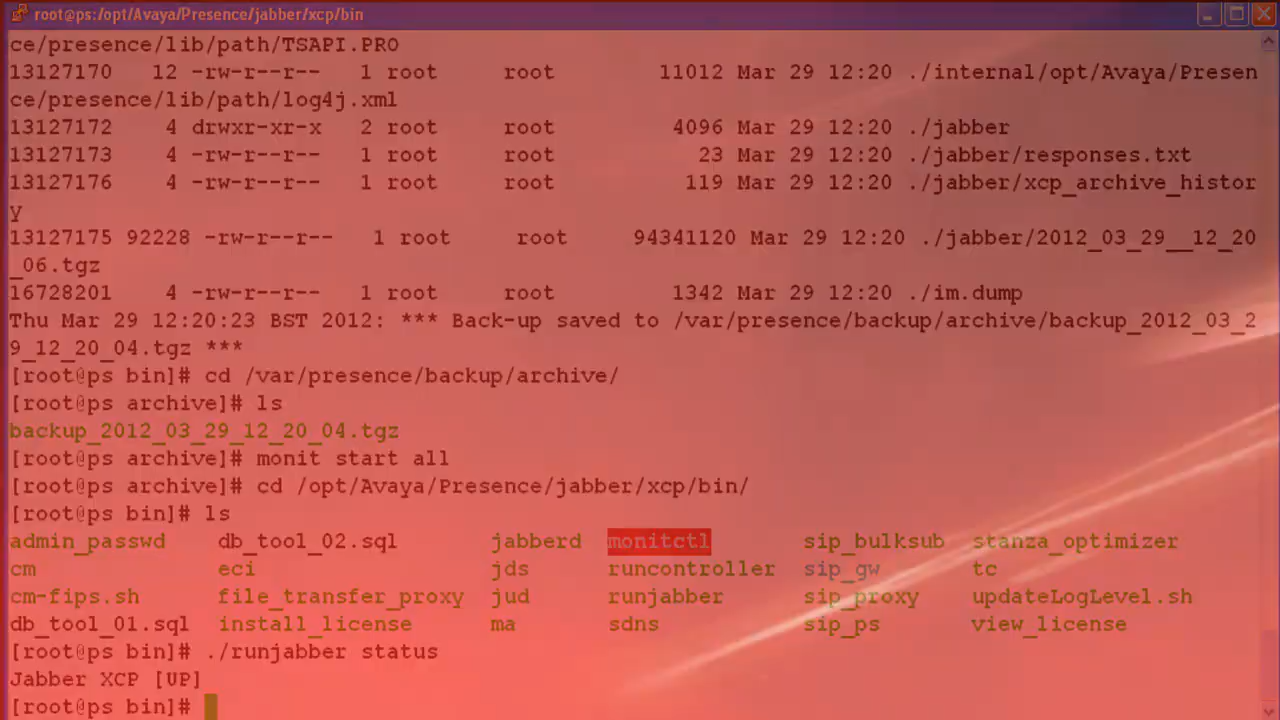 root@ps:/opt/Avaya/Presence/jabber/xcp/bin
ce/presence/lib/path/TSAPI.PRO
13127170   12 -rw-r--r--   1 root     root        11012 Mar 29 12:20 ./internal/opt/Avaya/Presen
ce/presence/lib/path/log4j.xml
13127172    4 drwxr-xr-x   2 root     root         4096 Mar 29 12:20 ./jabber
13127173    4 -rw-r--r--   1 root     root           23 Mar 29 12:20 ./jabber/responses.txt
13127176    4 -rw-r--r--   1 root     root          119 Mar 29 12:20 ./jabber/xcp_archive_histor
y
13127175 92228 -rw-r--r--   1 root     root     94341120 Mar 29 12:20 ./jabber/2012_03_29__12_20
_06.tgz
16728201    4 -rw-r--r--   1 root     root         1342 Mar 29 12:20 ./im.dump
Thu Mar 29 12:20:23 BST 2012: *** Back-up saved to /var/presence/backup/archive/backup_2012_03_2
9_12_20_04.tgz ***
[root@ps bin]# cd /var/presence/backup/archive/
[root@ps archive]# ls
backup_2012_03_29_12_20_04.tgz
[root@ps archive]# monit start all
[root@ps archive]# cd /opt/Avaya/Presence/jabber/xcp/bin/
[root@ps bin]# ls
admin_passwd    db_tool_02.sql       jabberd  monitctl       sip_bulksub  stanza_optimizer
cm              eci                  jds      runcontroller  sip_gw       tc
cm-fips.sh      file_transfer_proxy  jud      runjabber      sip_proxy    updateLogLevel.sh
db_tool_01.sql  install_license      ma       sdns           sip_ps       view_license
[root@ps bin]# ./runjabber status
Jabber XCP [UP]
[root@ps bin]#